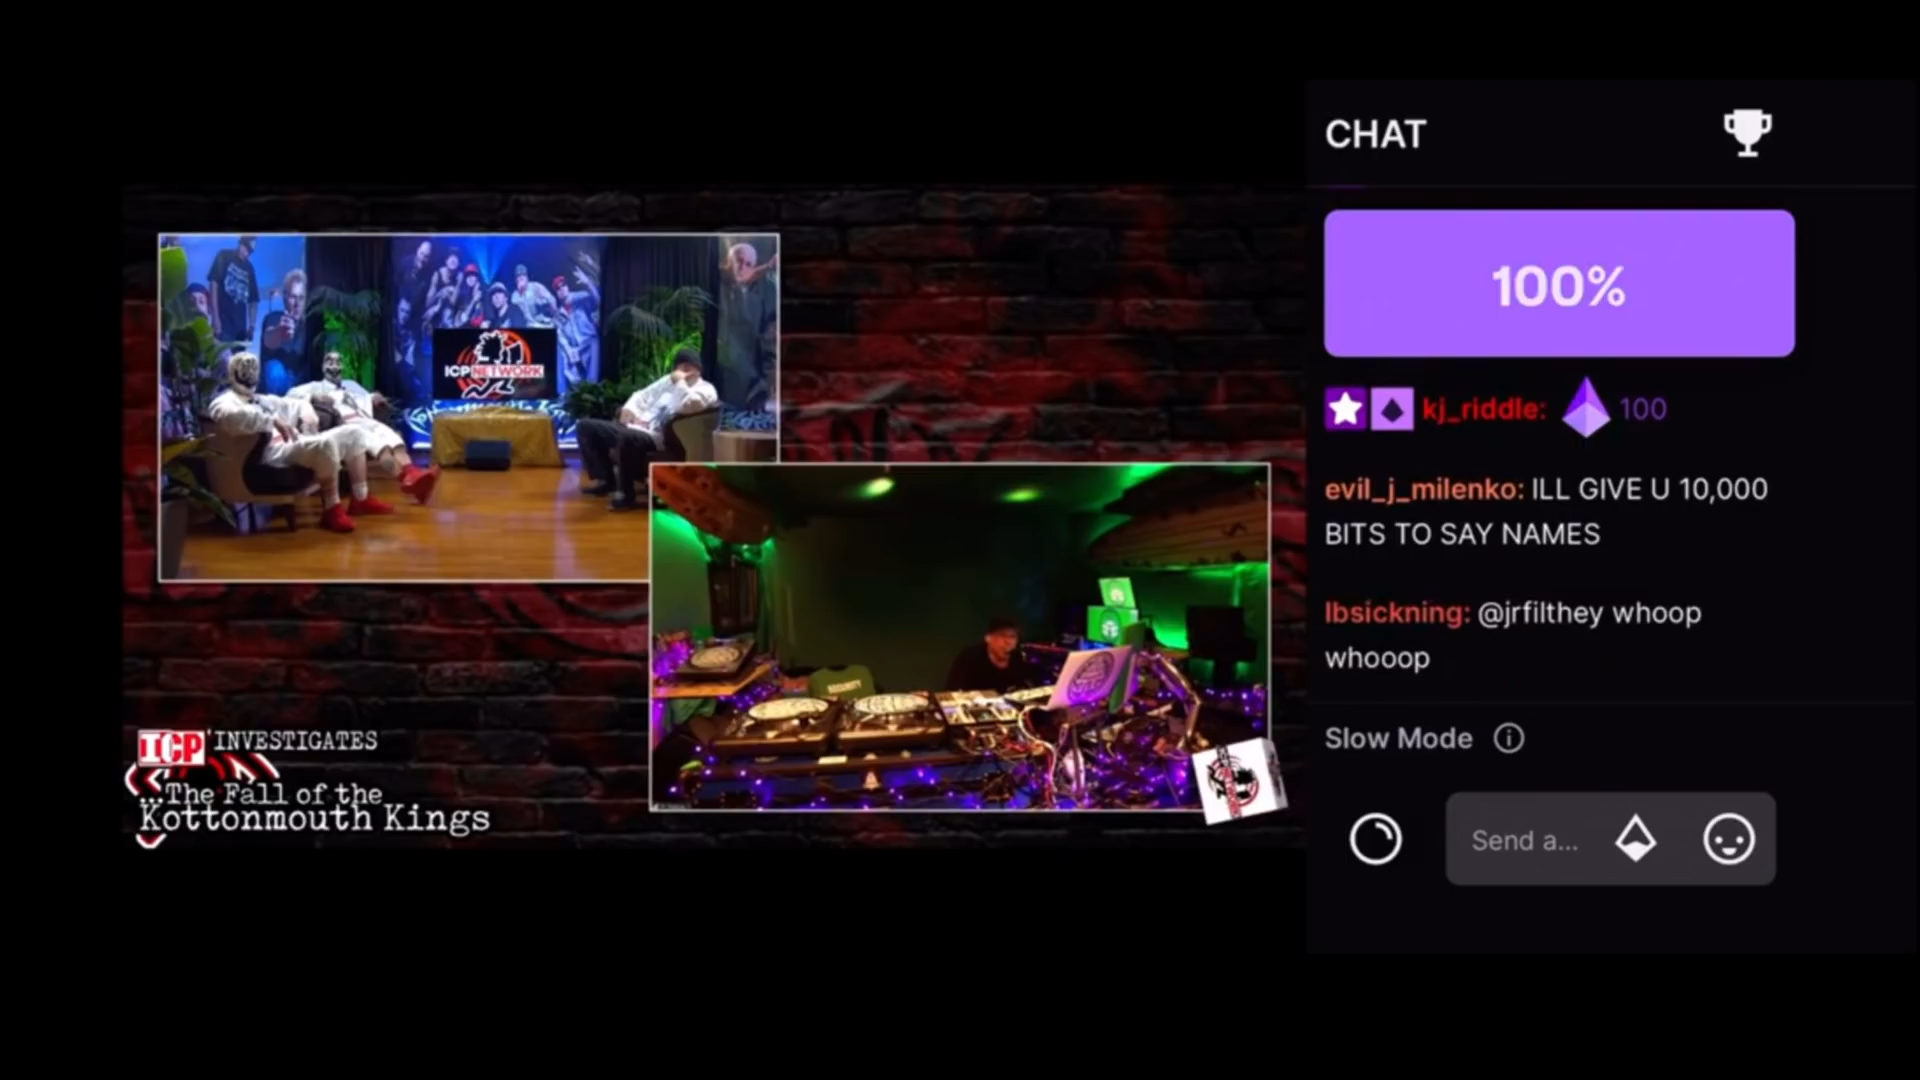 CHAT
100%
kj_riddle: 100
evil_j_milenko: ILL GIVE U 10,000
BITS TO SAY NAMES
lbsickning: @jrfilthey whoop
whooop
Slow Mode
Send a...
ICP NETWORK
SECURITY
ICP INVESTIGATES
The Fall of the
Kottonmouth Kings